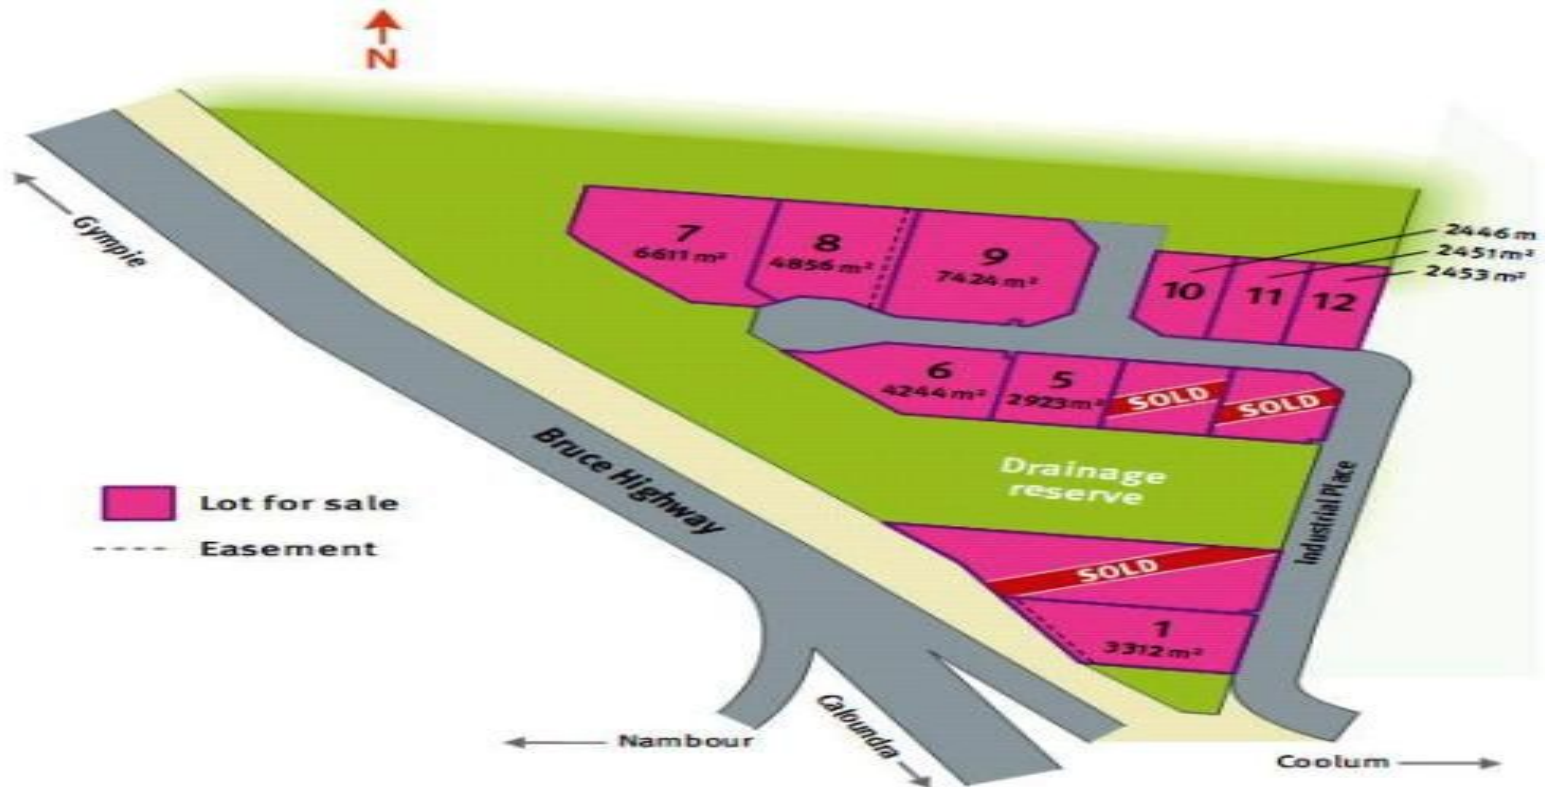 N
Gympie
7
6611 m²
8
4856 m²
9
7424 m²
2446 m
2451 m²
2453 m²
10
11
12
6
4244 m²
5
2923 m²
SOLD
SOLD
Drainage
reserve
Bruce Highway
Industrial Place
Lot for sale
Easement
SOLD
1
3312 m²
Nambour
Caloundra
Coolum